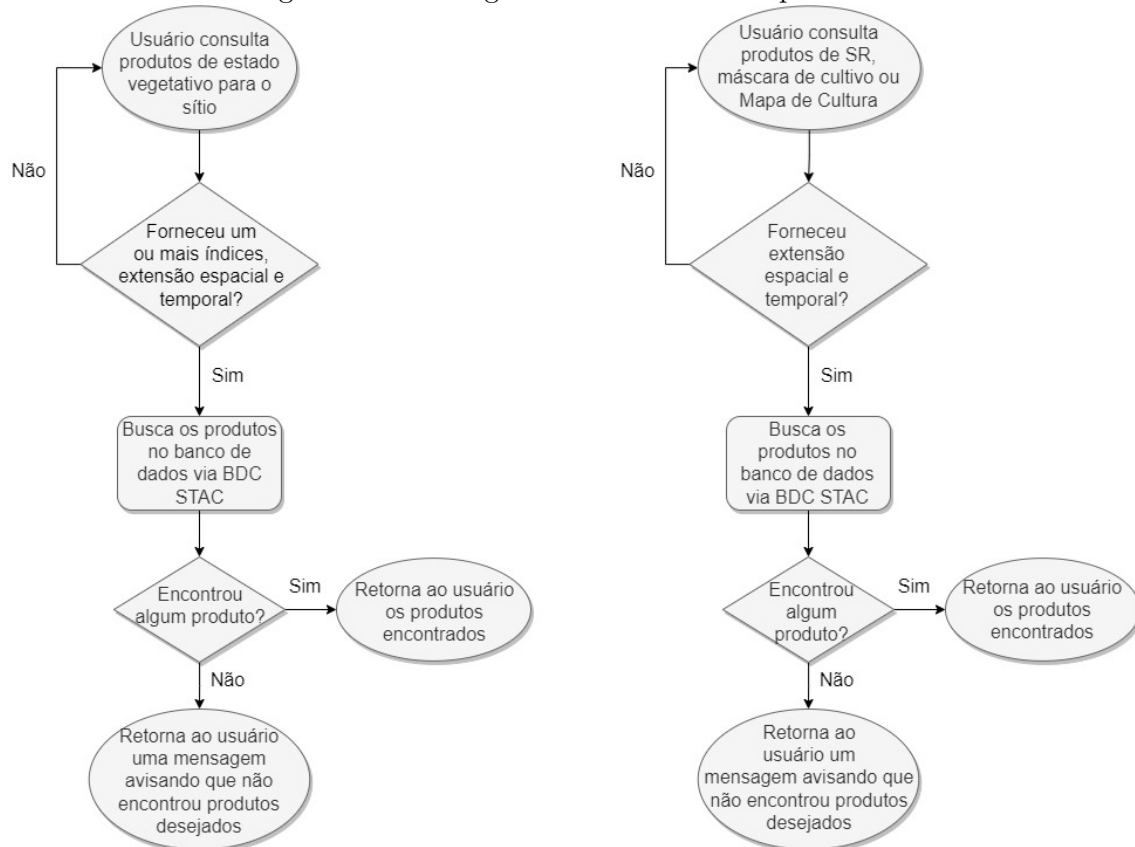 Usuário consulta
produtos de estado
vegetativo para o
sítio
Não
Forneceu um
ou mais índices,
extensão espacial e
temporal?
Sim
Busca os produtos
no banco de
dados via BDC
STAC
Encontrou
algum produto?
Sim
Retorna ao usuário
os produtos
encontrados
Não
Retorna ao usuário
uma mensagem
avisando que não
encontrou produtos
desejados
Usuário consulta
produtos de SR,
máscara de cultivo ou
Mapa de Cultura
Não
Forneceu
extensão
espacial e
temporal?
Sim
Busca os
produtos no
banco de dados
via BDC STAC
Encontrou
algum
produto?
Sim
Retorna ao usuário
os produtos
encontrados
Não
Retorna ao
usuário um
mensagem avisando que
não encontrou produtos
desejados